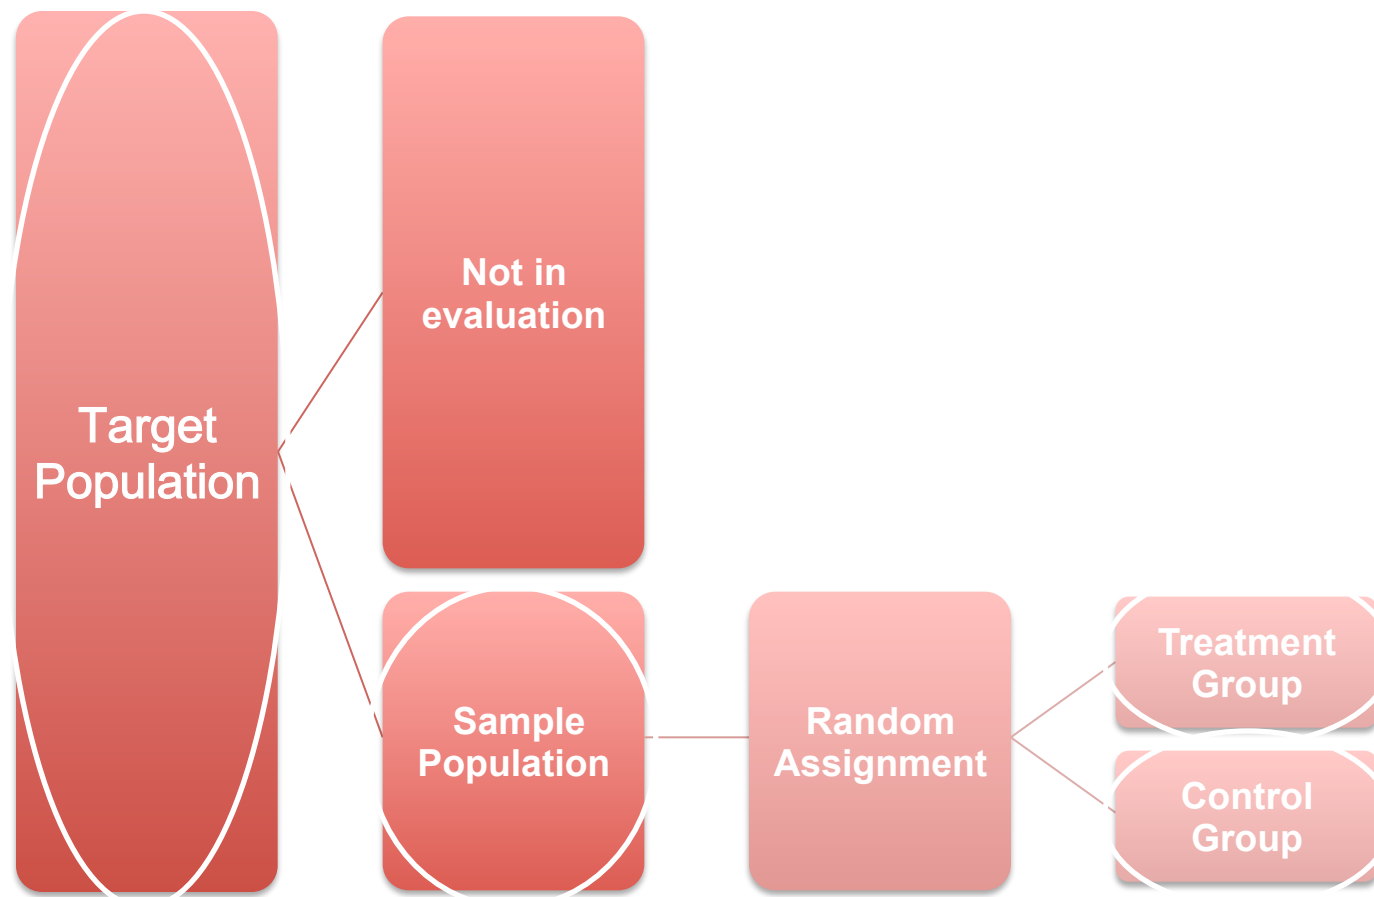 Target
Population
Not in
evaluation
Sample
Population
Random
Assignment
Treatment
Group
Control
Group